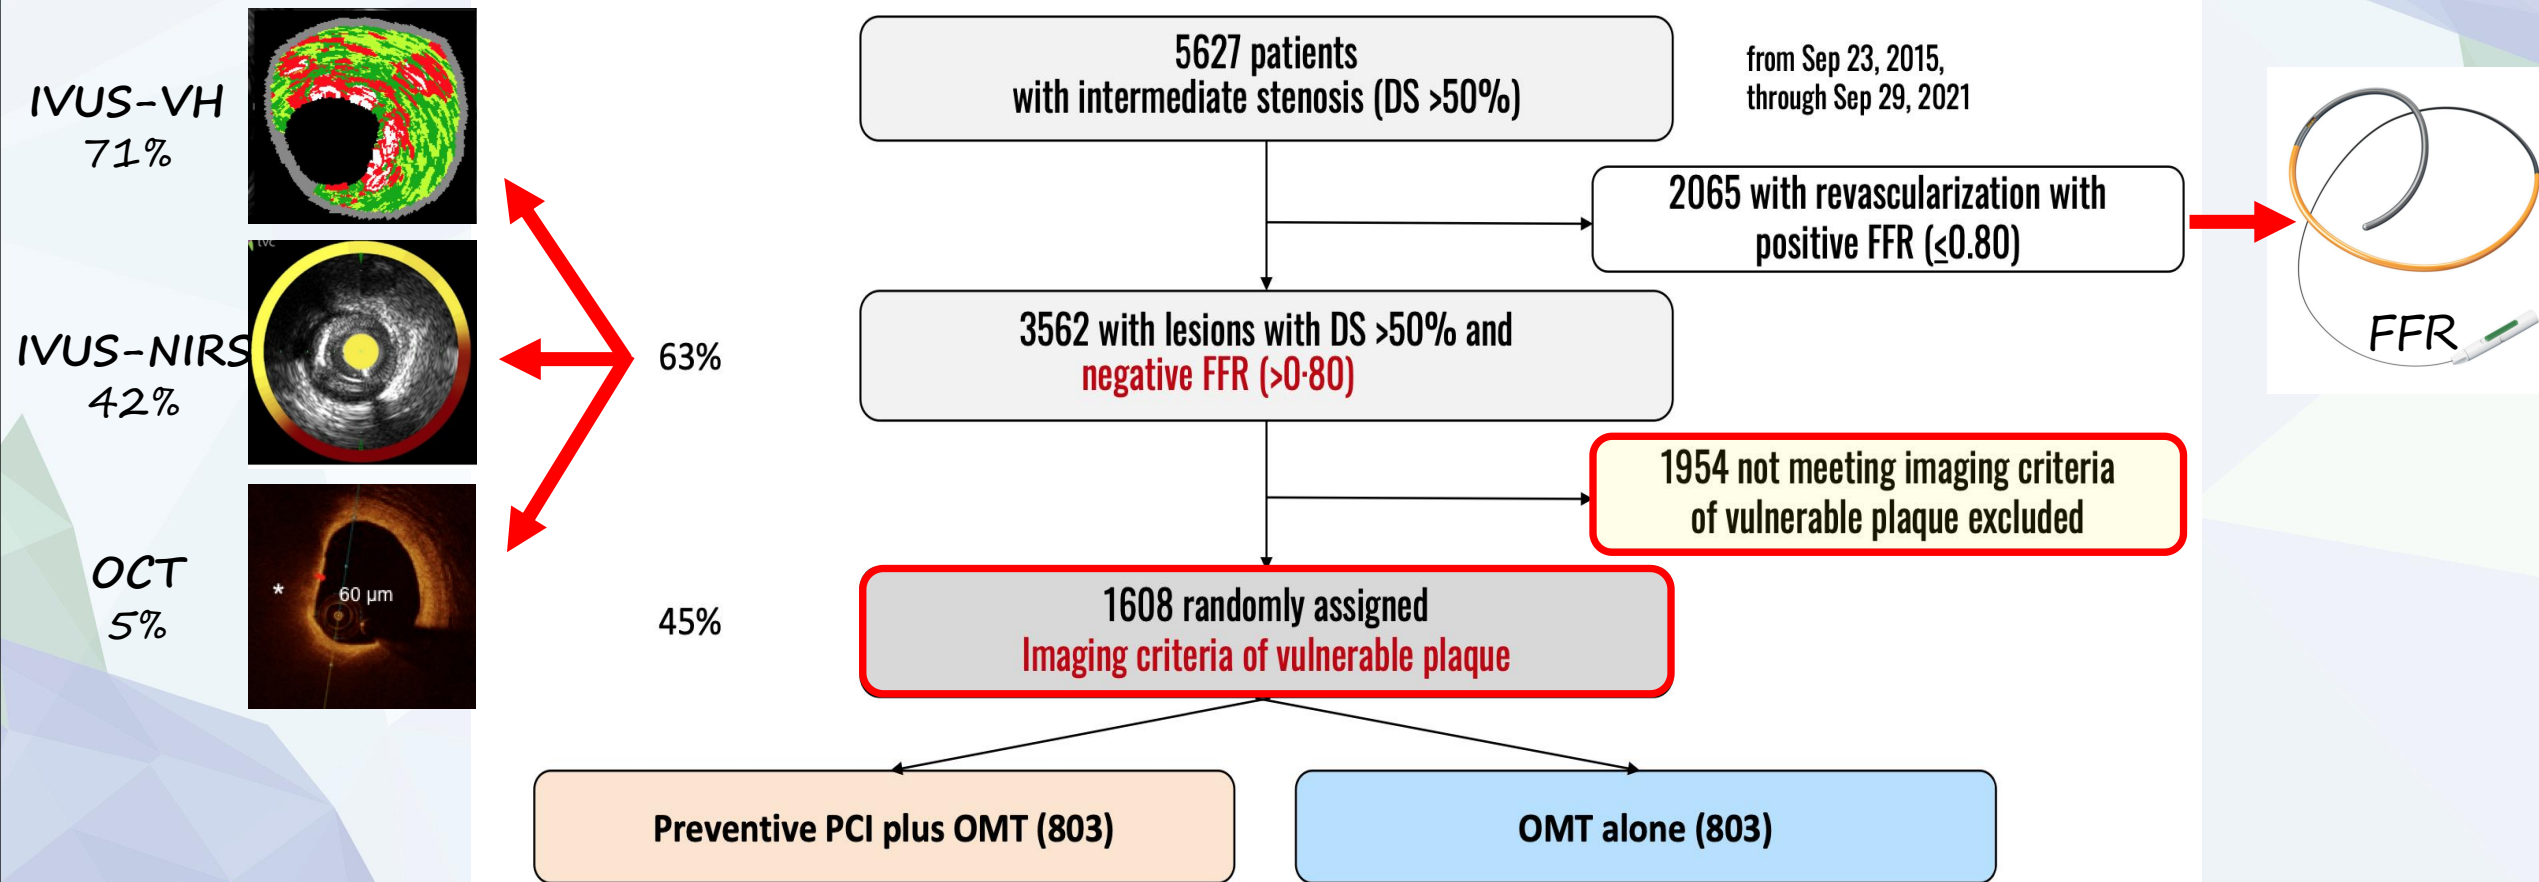 IVUS-VH
71%
IVUS-NIRS
42%
OCT
5%
LVC
*
60 µm
5627 patients
with intermediate stenosis (DS >50%)
from Sep 23, 2015,
through Sep 29, 2021
2065 with revascularization with
positive FFR (≤0.80)
FFR
63%
3562 with lesions with DS >50% and
negative FFR (>0·80)
1954 not meeting imaging criteria
of vulnerable plaque excluded
45%
1608 randomly assigned
Imaging criteria of vulnerable plaque
Preventive PCI plus OMT (803)
OMT alone (803)